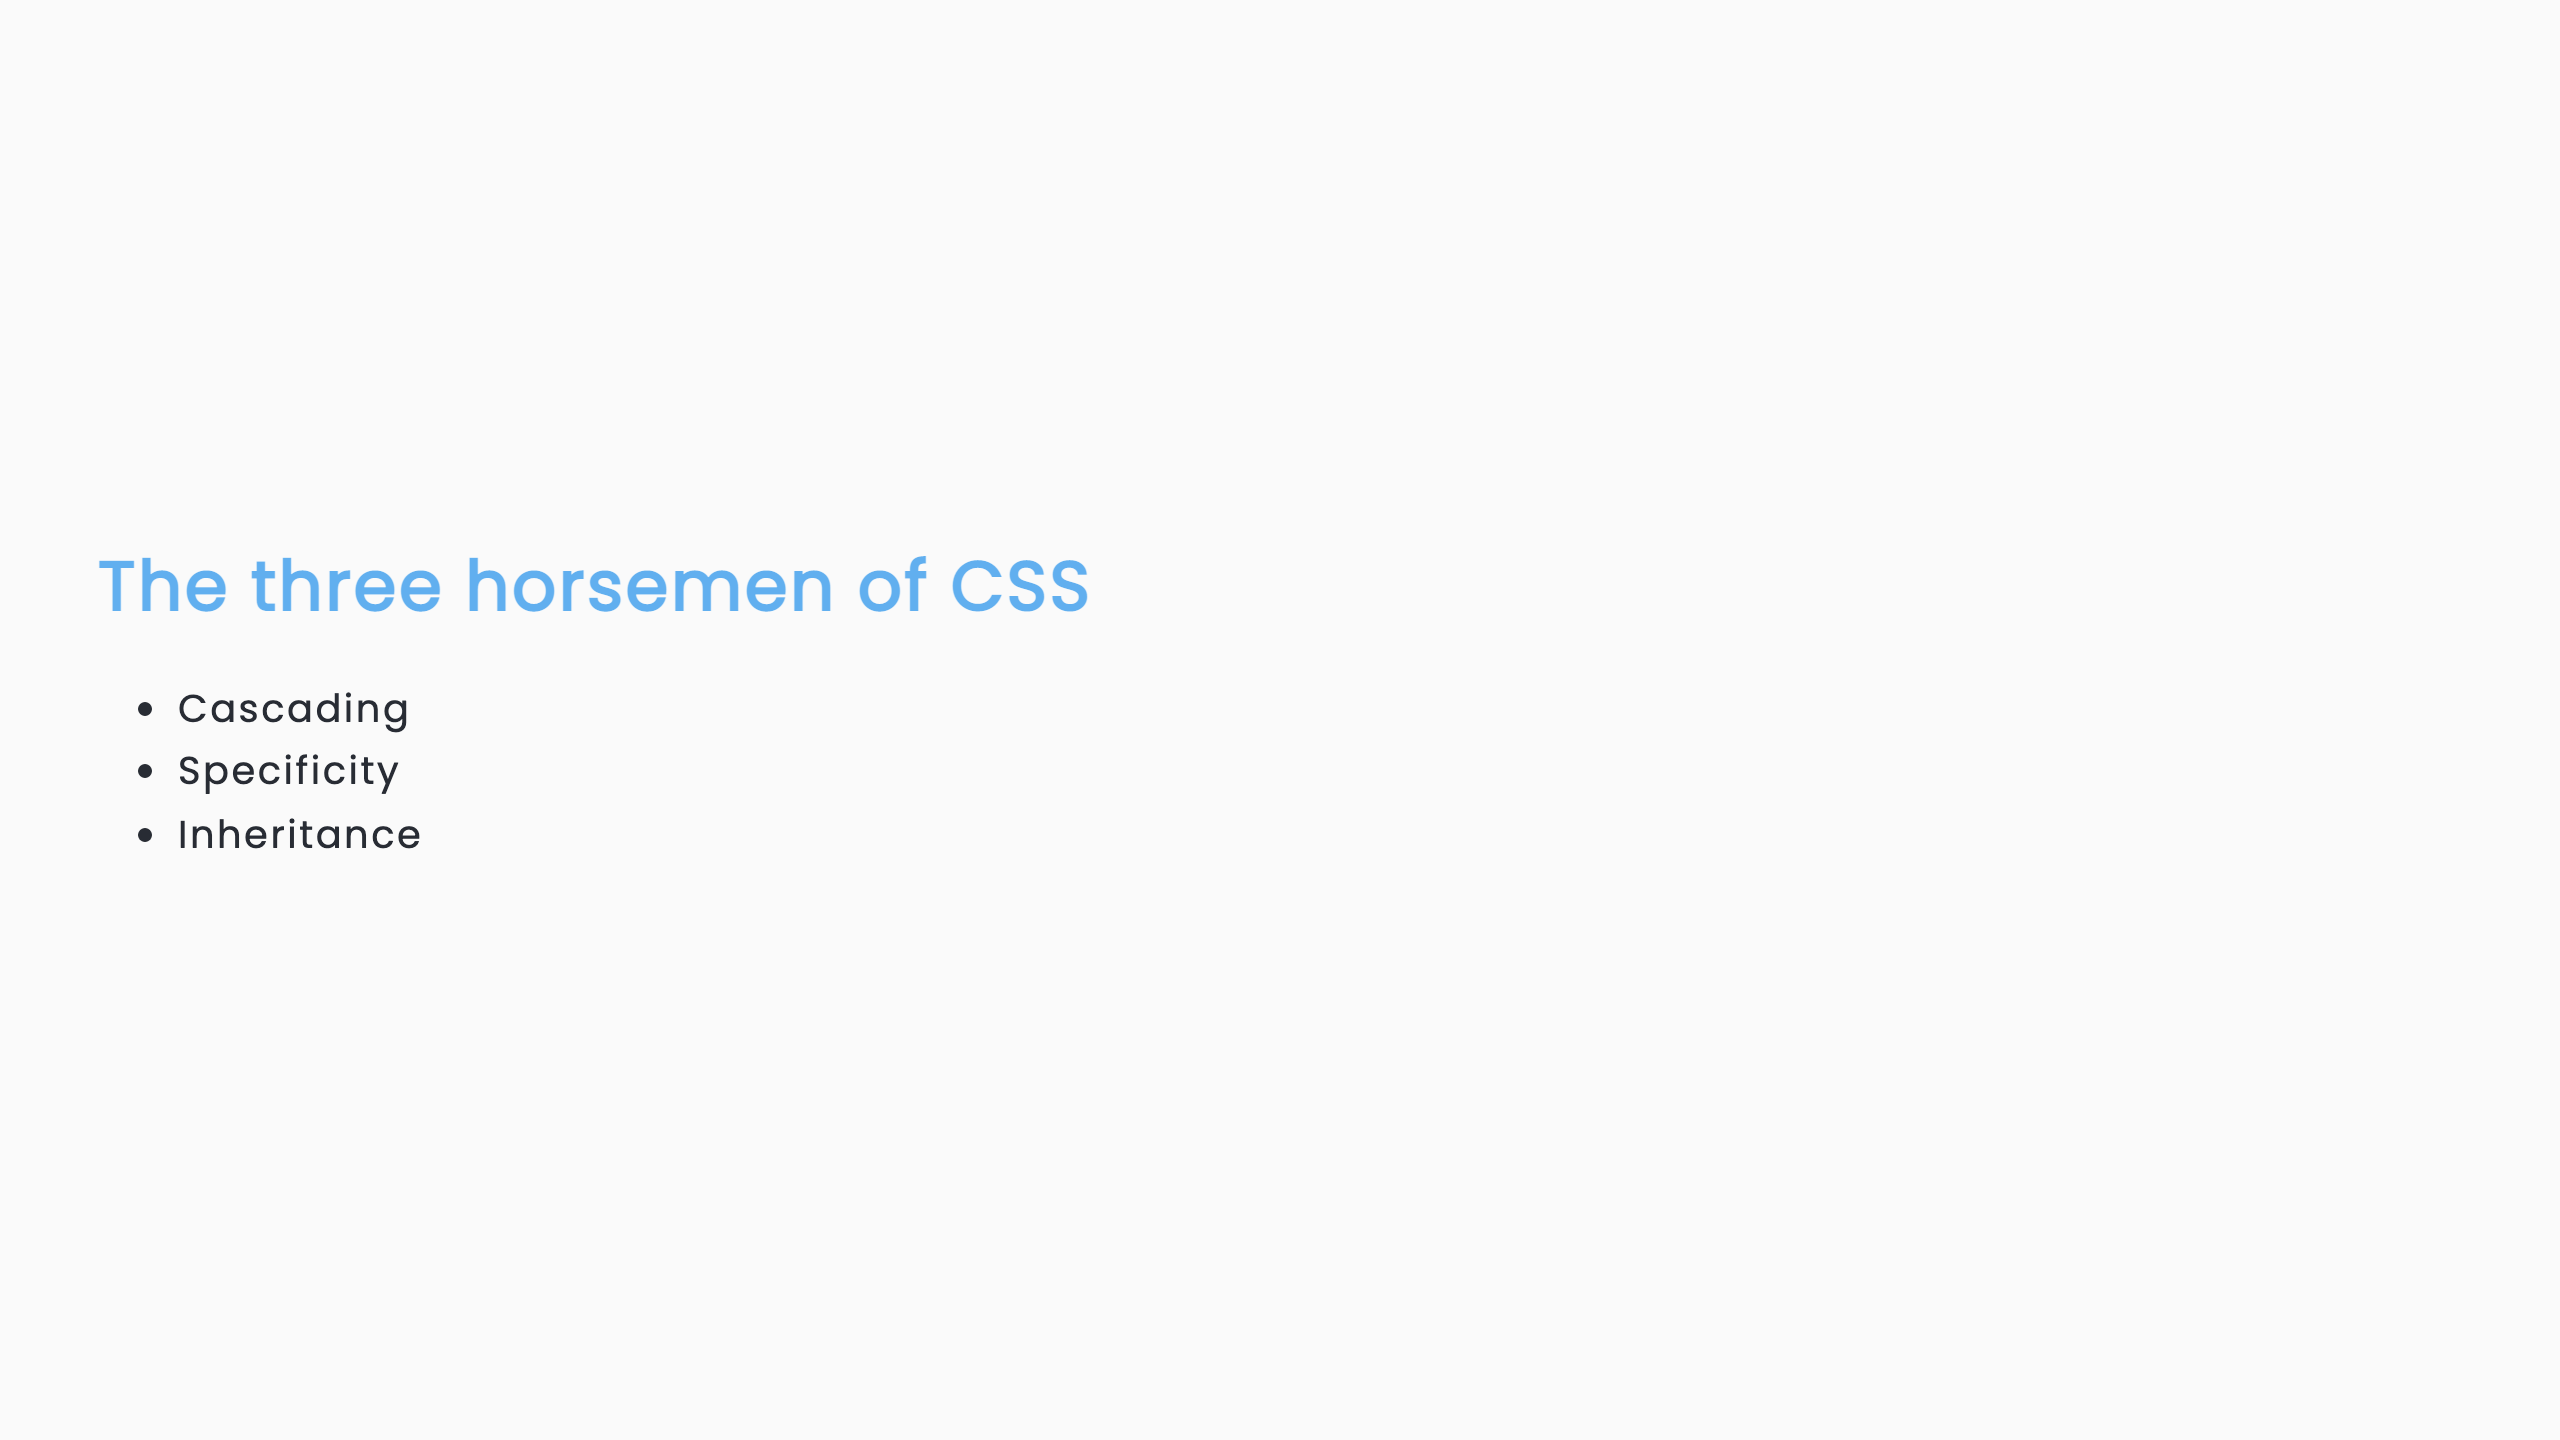 The three horsemen of CSS
Cascading
Specificity
Inheritance